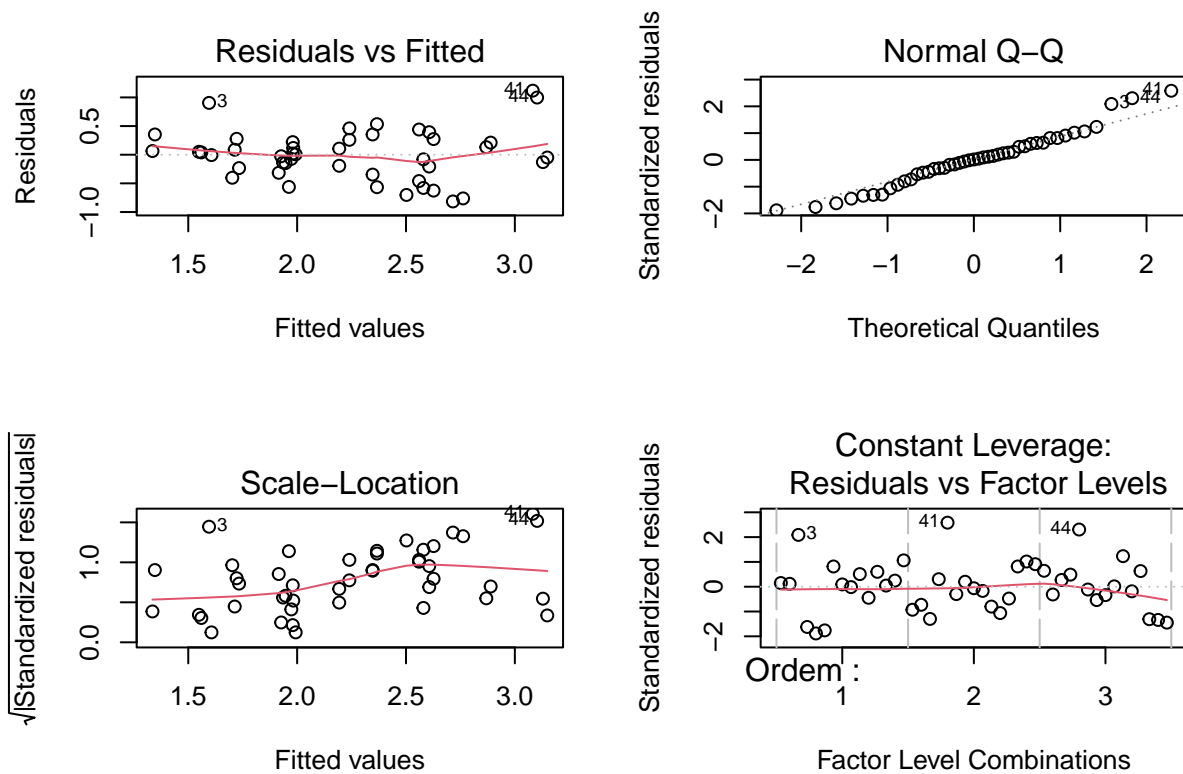 Residuals vs Fitted
Residuals
0.5
−1.0
3
41
44
1.5 2.0 2.5 3.0
Fitted values
Normal Q−Q
Standardized residuals
2
0
−2
41
3
44
−2 −1 0 1 2
Theoretical Quantiles
Scale−Location
√|Standardized residuals|
1.0
0.0
3
41
44
1.5 2.0 2.5 3.0
Fitted values
Constant Leverage:
Residuals vs Factor Levels
Standardized residuals
2
0
−2
3
41
44
Ordem :
1 2 3
Factor Level Combinations